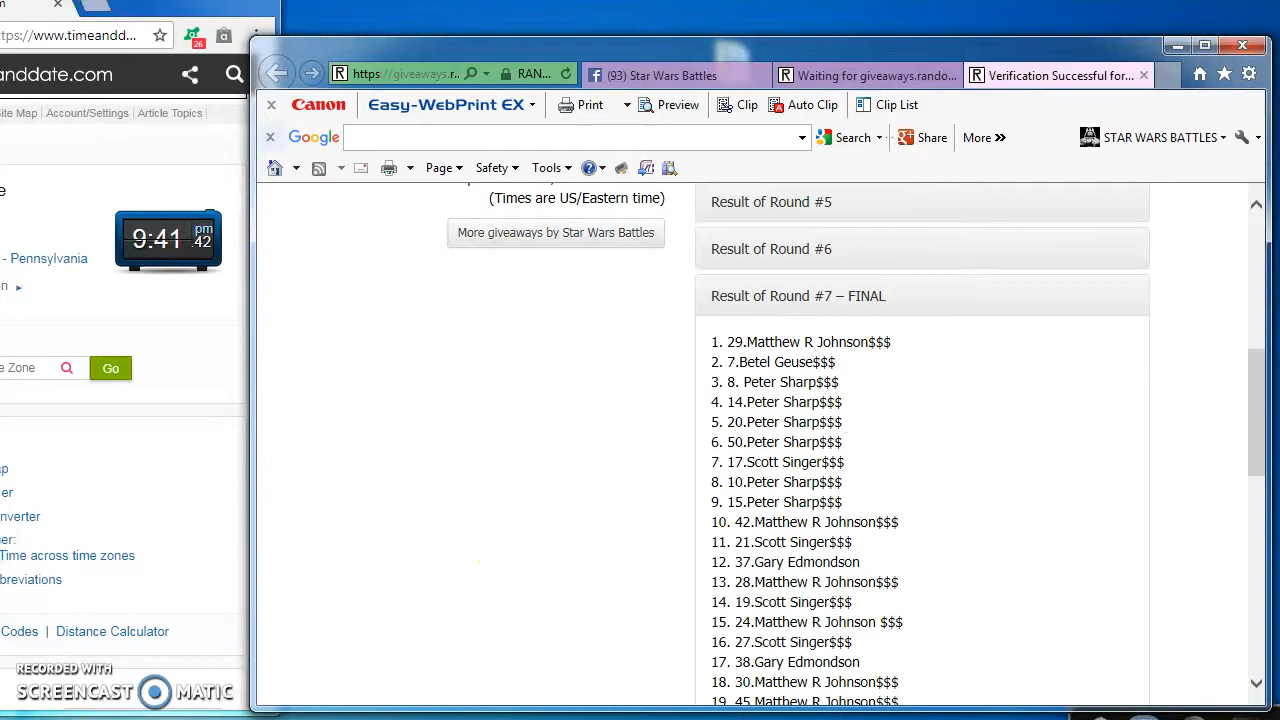 https://www.timeandd...
26
anddate.com
Site Map | Account/Settings | Article Topics
9:41 pm .42
- Pennsylvania
Go
Time across time zones
Codes | Distance Calculator
RECORDED WITH
SCREENCAST MATIC
https://giveaways.r... RAN...
(93) Star Wars Battles
Waiting for giveaways.rando...
Verification Successful for...
Canon Easy-WebPrint EX Print Preview Clip Auto Clip Clip List
Google Search Share More » STAR WARS BATTLES
Page Safety Tools
(Times are US/Eastern time)
More giveaways by Star Wars Battles
Result of Round #5
Result of Round #6
Result of Round #7 – FINAL
1. 29.Matthew R Johnson$$$
2. 7.Betel Geuse$$$
3. 8. Peter Sharp$$$
4. 14.Peter Sharp$$$
5. 20.Peter Sharp$$$
6. 50.Peter Sharp$$$
7. 17.Scott Singer$$$
8. 10.Peter Sharp$$$
9. 15.Peter Sharp$$$
10. 42.Matthew R Johnson$$$
11. 21.Scott Singer$$$
12. 37.Gary Edmondson
13. 28.Matthew R Johnson$$$
14. 19.Scott Singer$$$
15. 24.Matthew R Johnson $$$
16. 27.Scott Singer$$$
17. 38.Gary Edmondson
18. 30.Matthew R Johnson$$$
19. 45.Matthew R Johnson$$$